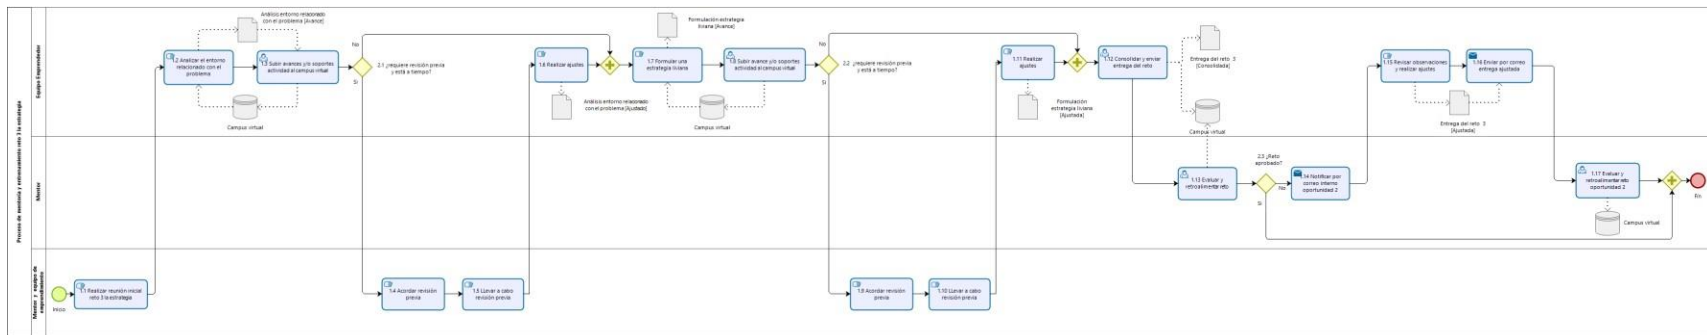 Proceso de mentoría y entrenamiento reto 3 la estrategia
Equipo Emprendedor
Mentor
Mentor y equipo de
emprendimiento
Inicio
1.1 Realizar reunión inicial
reto 3 la estrategia
1.2 Analizar el entorno
relacionado con el
problema
Análisis entorno relacionado
con el problema [Avance]
1.3 Subir avances y/o soportes
actividad al campus virtual
Campus virtual
No
2.1 ¿requiere revisión previa
y está a tiempo?
Si
1.4 Acordar revisión
previa
1.5 Llevar a cabo
revisión previa
1.6 Realizar ajustes
Análisis entorno relacionado
con el problema [Ajustado]
1.7 Formular una
estrategia liviana
Formulación estrategia
liviana [Avance]
1.8 Subir avance y/o soportes
actividad al campus virtual
Campus virtual
No
2.2 ¿requiere revisión previa
y está a tiempo?
Si
1.9 Acordar revisión
previa
1.10 Llevar a cabo
revisión previa
1.11 Realizar
ajustes
Formulación
estrategia liviana
[Ajustada]
1.12 Consolidar y enviar
entrega del reto
Entrega del reto 3
[Consolidada]
Campus virtual
1.13 Evaluar y
retroalimentar reto
2.3 ¿Reto
aprobado?
No
Si
1.14 Notificar por
correo interno
oportunidad 2
1.15 Revisar observaciones
y realizar ajustes
1.16 Enviar por correo
entrega ajustada
Entrega del reto 3
[Ajustada]
1.17 Evaluar y
retroalimentar reto
oportunidad 2
Campus virtual
Fin